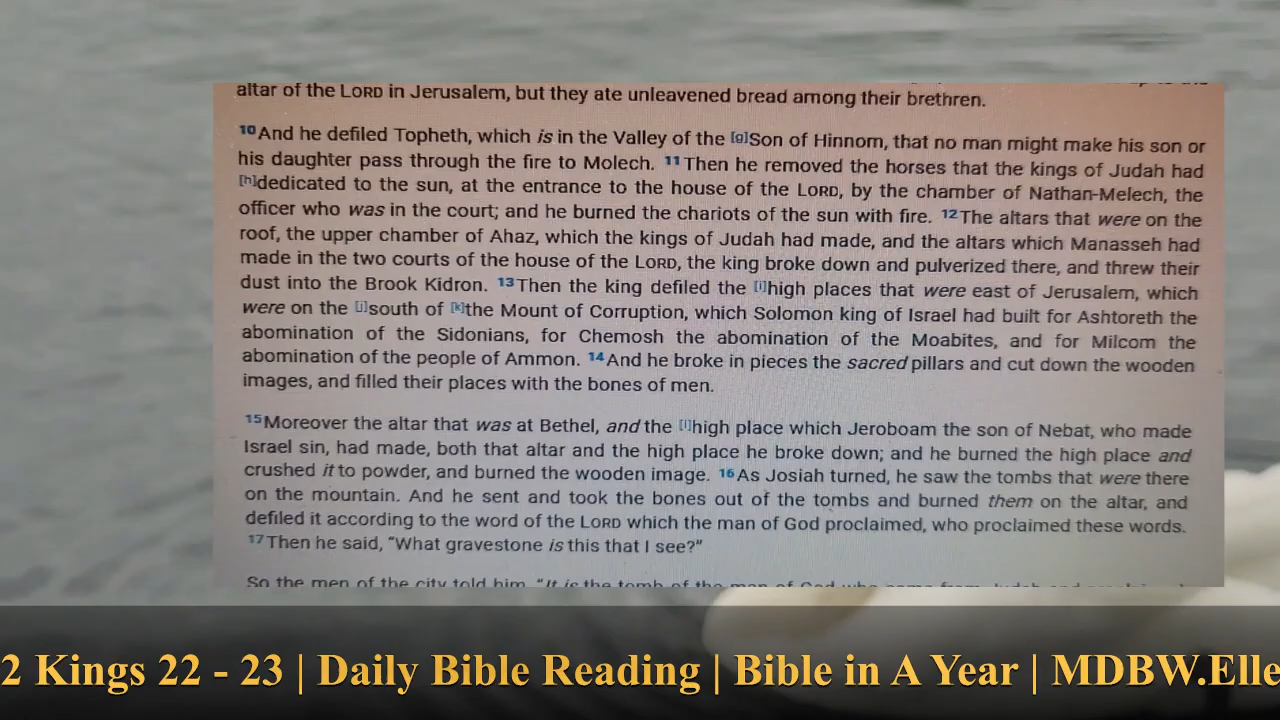 altar of the LORD in Jerusalem, but they ate unleavened bread among their brethren.
10And he defiled Topheth, which is in the Valley of the [g]Son of Hinnom, that no man might make his son or
his daughter pass through the fire to Molech. 11Then he removed the horses that the kings of Judah had
[h]dedicated to the sun, at the entrance to the house of the LORD, by the chamber of Nathan-Melech, the
officer who was in the court; and he burned the chariots of the sun with fire. 12The altars that were on the
roof, the upper chamber of Ahaz, which the kings of Judah had made, and the altars which Manasseh had
made in the two courts of the house of the LORD, the king broke down and pulverized there, and threw their
dust into the Brook Kidron. 13Then the king defiled the [i]high places that were east of Jerusalem, which
were on the [j]south of [k]the Mount of Corruption, which Solomon king of Israel had built for Ashtoreth the
abomination of the Sidonians, for Chemosh the abomination of the Moabites, and for Milcom the
abomination of the people of Ammon. 14And he broke in pieces the sacred pillars and cut down the wooden
images, and filled their places with the bones of men.
15Moreover the altar that was at Bethel, and the [l]high place which Jeroboam the son of Nebat, who made
Israel sin, had made, both that altar and the high place he broke down; and he burned the high place and
crushed it to powder, and burned the wooden image. 16As Josiah turned, he saw the tombs that were there
on the mountain. And he sent and took the bones out of the tombs and burned them on the altar, and
defiled it according to the word of the LORD which the man of God proclaimed, who proclaimed these words.
17Then he said, “What gravestone is this that I see?”
So the men of the city told him, “It is the tomb of the man of God who came from Judah and
2 Kings 22 - 23 | Daily Bible Reading | Bible in A Year | MDBW.Elle